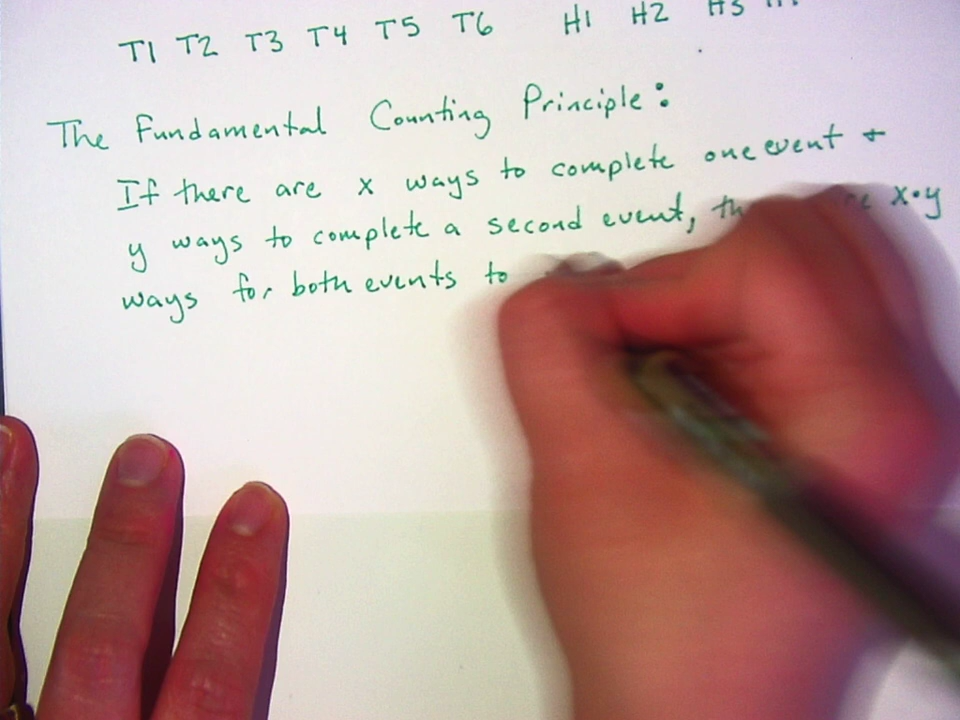 T1 T2 T3 T4 T5 T6 H1 H2 H3
The Fundamental Counting Principle:
If there are x ways to complete one event +
y ways to complete a second event, x·y
ways for both events to